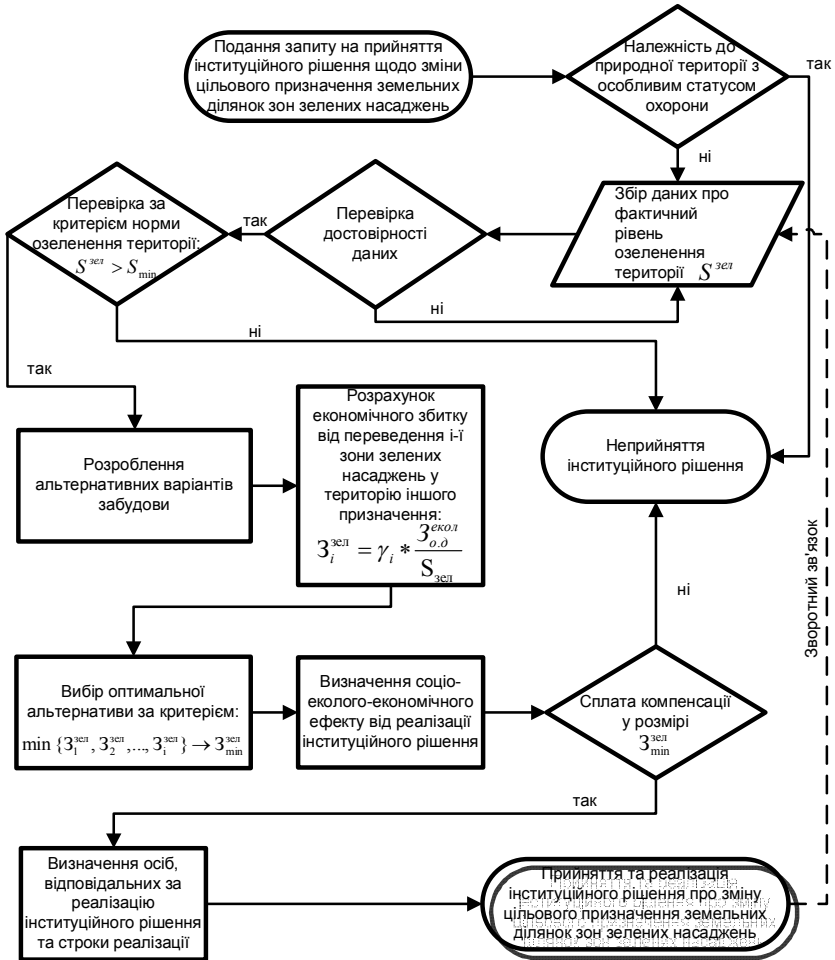 Подання запиту на прийняття
інституційного рішення щодо зміни
цільового призначення земельних
ділянок зон зелених насаджень
Належність до
природної території з
особливим статусом
охорони
так
ні
Збір даних про
фактичний
рівень
озеленення
території S^зел
Перевірка
достовірності
даних
так
ні
Перевірка за
критерієм норми
озеленення території:
S^зел > S_min
ні
так
Розроблення
альтернативних варіантів
забудови
Розрахунок
економічного збитку
від переведення і-ї
зони зелених
насаджень у
територію іншого
призначення:
З_i^зел = γ_i * З_о.д^екол / S_зел
Неприйняття
інституційного рішення
ні
Зворотний зв'язок
Вибір оптимальної
альтернативи за критерієм:
min {З_1^зел, З_2^зел,..., З_i^зел} → З_min^зел
Визначення соціо-
еколого-економічного
ефекту від реалізації
інституційного рішення
Сплата компенсації
у розмірі
З_min^зел
так
Визначення осіб,
відповідальних за
реалізацію
інституційного рішення
та строки реалізації
Прийняття та реалізація
інституційного рішення про зміну
цільового призначення земельних
ділянок зон зелених насаджень